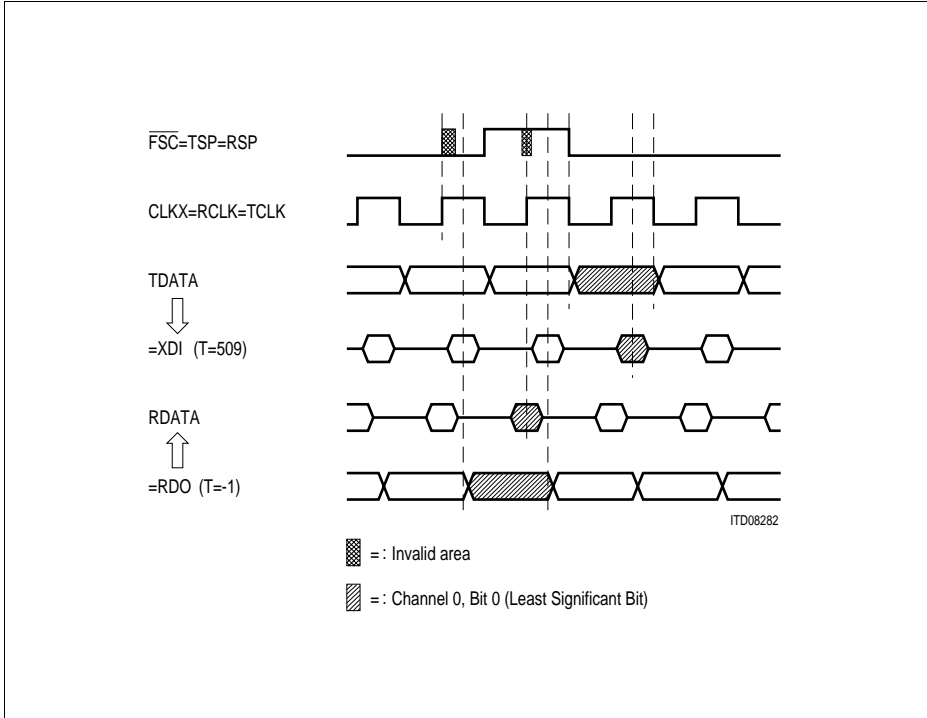 FSC=TSP=RSP
CLKX=RCLK=TCLK
TDATA
=XDI (T=509)
RDATA
=RDO (T=-1)
ITD08282
=: Invalid area
=: Channel 0, Bit 0 (Least Significant Bit)